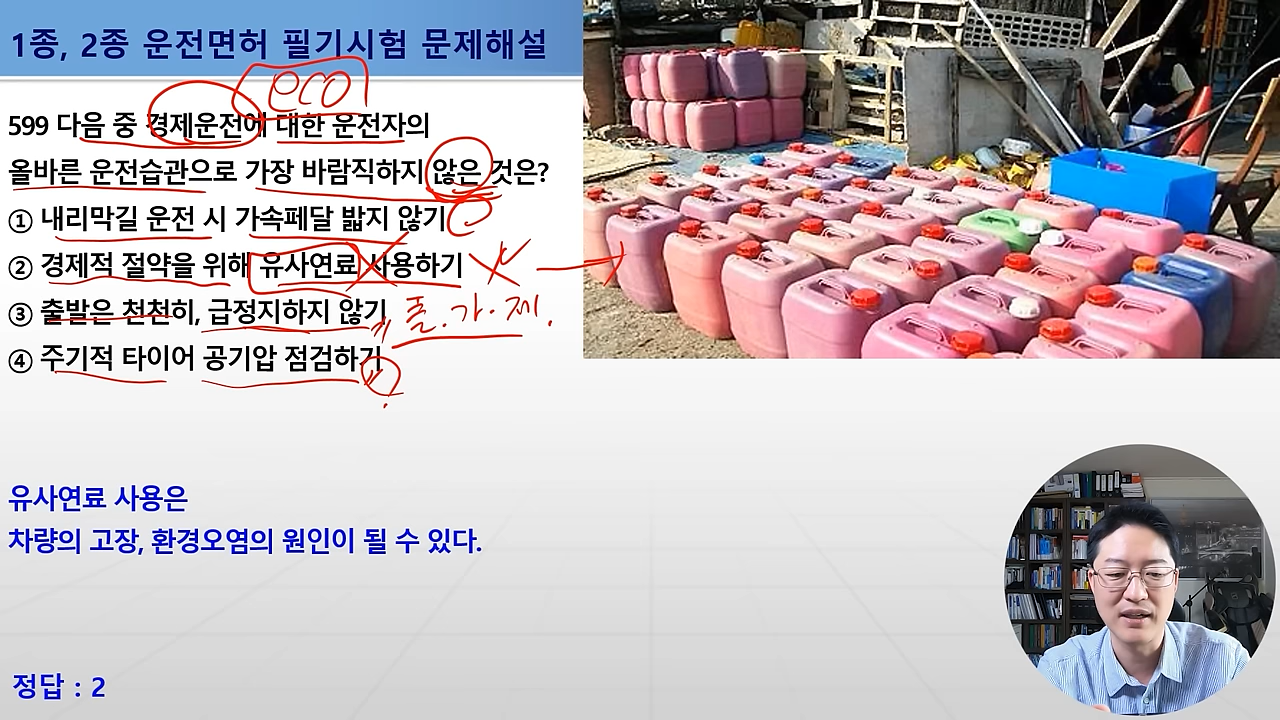 1종, 2종 운전면허 필기시험 문제해설
eco
599 다음 중 경제운전에 대한 운전자의
올바른 운전습관으로 가장 바람직하지 않은 것은?
① 내리막길 운전 시 가속페달 밟지 않기
② 경제적 절약을 위해 유사연료 사용하기
③ 출발은 천천히, 급정지하지 않기
④ 주기적 타이어 공기압 점검하기
유사연료 사용은
차량의 고장, 환경오염의 원인이 될 수 있다.
정답 : 2